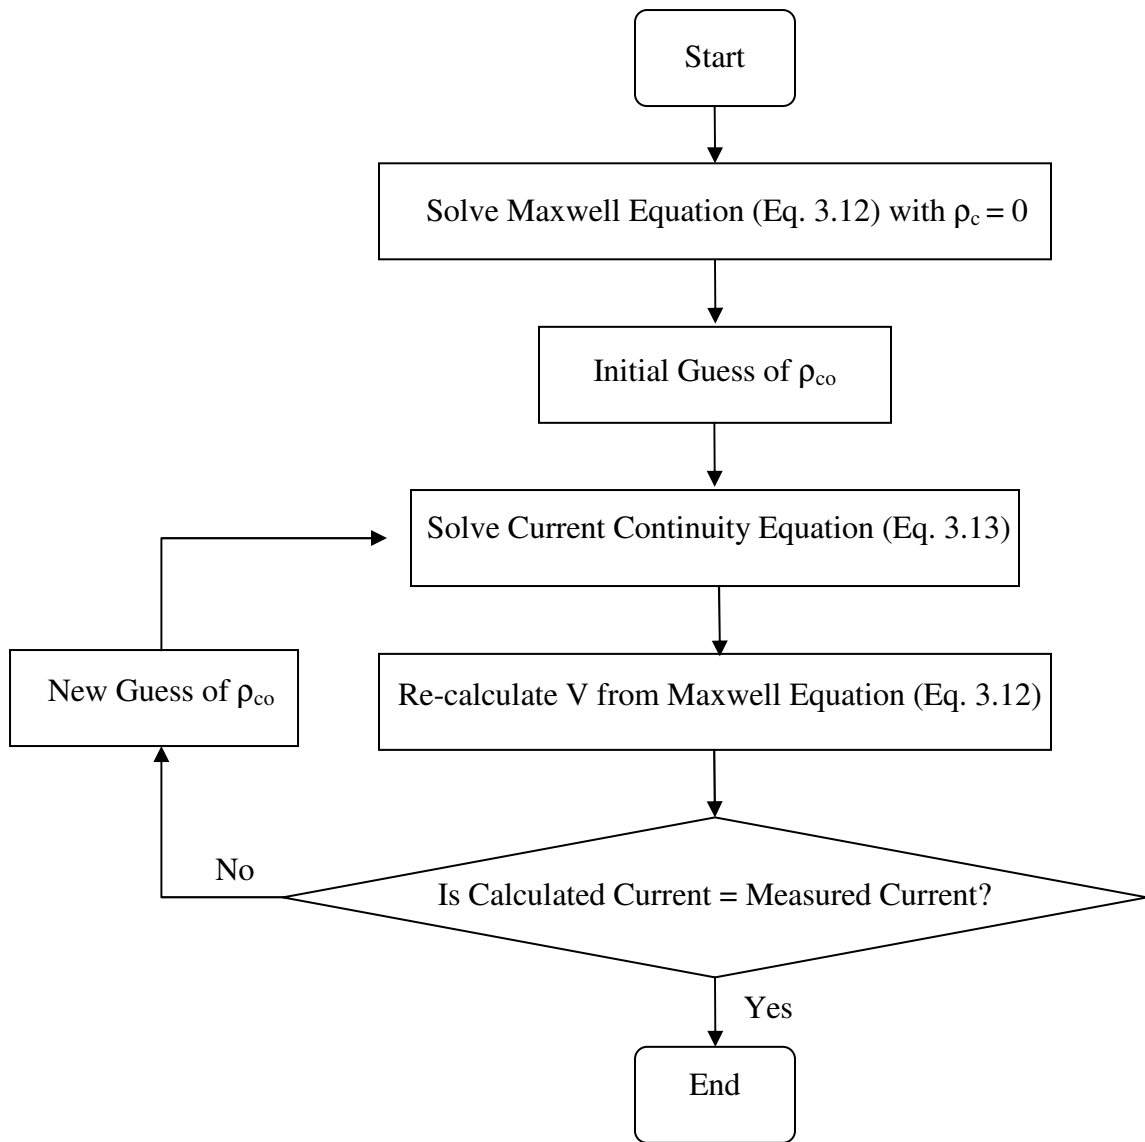 Start
Solve Maxwell Equation (Eq. 3.12) with ρc = 0
Initial Guess of ρco
Solve Current Continuity Equation (Eq. 3.13)
New Guess of ρco
Re-calculate V from Maxwell Equation (Eq. 3.12)
No
Is Calculated Current = Measured Current?
Yes
End